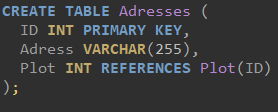 CREATE TABLE Adresses (
  ID INT PRIMARY KEY,
  Adress VARCHAR(255),
  Plot INT REFERENCES Plot(ID)
);